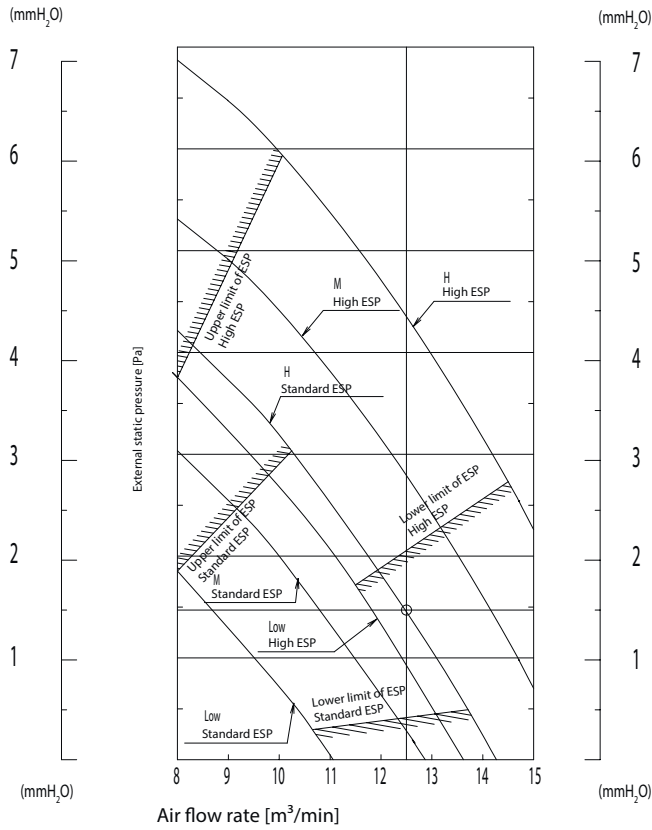 (mmH₂O)
(mmH₂O)
7
7
6
6
5
5
4
4
3
3
2
2
1
1
External static pressure [Pa]
Upper limit of ESP
High ESP
M
High ESP
H
High ESP
H
Standard ESP
Upper limit of ESP
Standard ESP
Lower limit of ESP
High ESP
M
Standard ESP
Low
High ESP
Low
Standard ESP
Lower limit of ESP
Standard ESP
8 9 10 11 12 13 14 15
(mmH₂O)
(mmH₂O)
Air flow rate [m³/min]